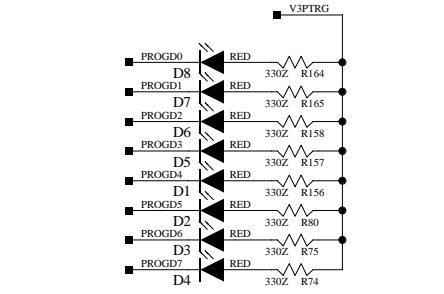 V3PTRG
PROGD0 RED
D8 330Z R164
PROGD1 RED
D7 330Z R165
PROGD2 RED
D6 330Z R158
PROGD3 RED
D5 330Z R157
PROGD4 RED
D1 330Z R156
PROGD5 RED
D2 330Z R80
PROGD6 RED
D3 330Z R75
PROGD7 RED
D4 330Z R74